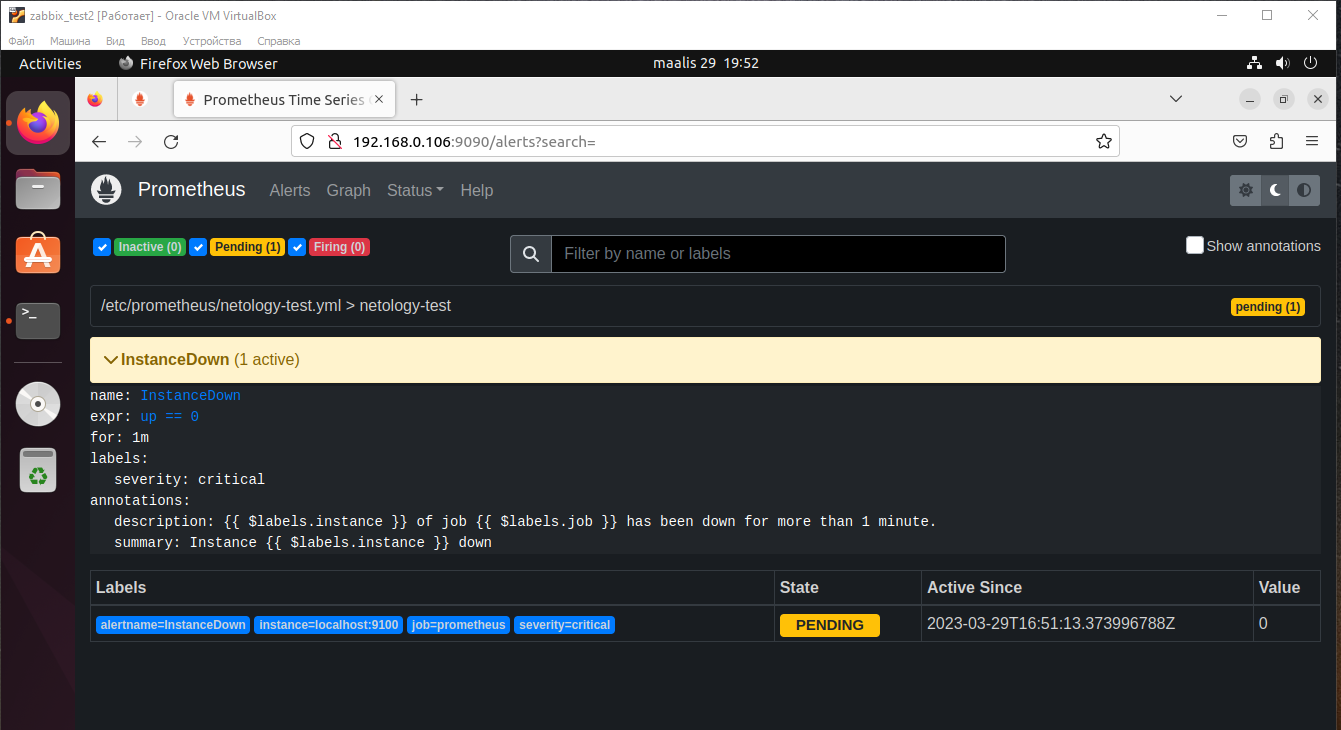 zabbix_test2 [Работает] - Oracle VM VirtualBox
Файл Машина Вид Ввод Устройства Справка
Activities Firefox Web Browser maalis 29 19:52
Prometheus Time Series
192.168.0.106:9090/alerts?search=
Prometheus Alerts Graph Status Help
Inactive (0) Pending (1) Firing (0) Filter by name or labels Show annotations
/etc/prometheus/netology-test.yml > netology-test pending (1)
InstanceDown (1 active)
name: InstanceDown
expr: up == 0
for: 1m
labels:
severity: critical
annotations:
description: {{ $labels.instance }} of job {{ $labels.job }} has been down for more than 1 minute.
summary: Instance {{ $labels.instance }} down
Labels State Active Since Value
alertname=InstanceDown instance=localhost:9100 job=prometheus severity=critical PENDING 2023-03-29T16:51:13.373996788Z 0